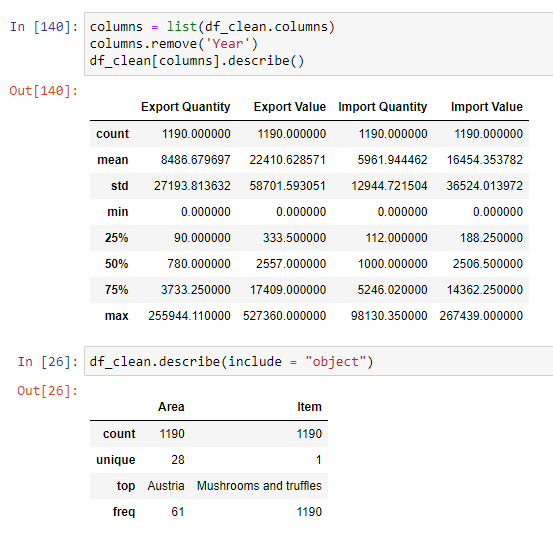 In [140]: columns = list(df_clean.columns)
columns.remove('Year')
df_clean[columns].describe()
Out[140]:
Export Quantity Export Value Import Quantity Import Value
count 1190.000000 1190.000000 1190.000000 1190.000000
mean 8486.679697 22410.628571 5961.944462 16454.353782
std 27193.813632 58701.593051 12944.721504 36524.013972
min 0.000000 0.000000 0.000000 0.000000
25% 90.000000 333.500000 112.000000 188.250000
50% 780.000000 2557.000000 1000.000000 2506.500000
75% 3733.250000 17409.000000 5246.020000 14362.250000
max 255944.110000 527360.000000 98130.350000 267439.000000
In [26]: df_clean.describe(include = "object")
Out[26]:
Area Item
count 1190 1190
unique 28 1
top Austria Mushrooms and truffles
freq 61 1190